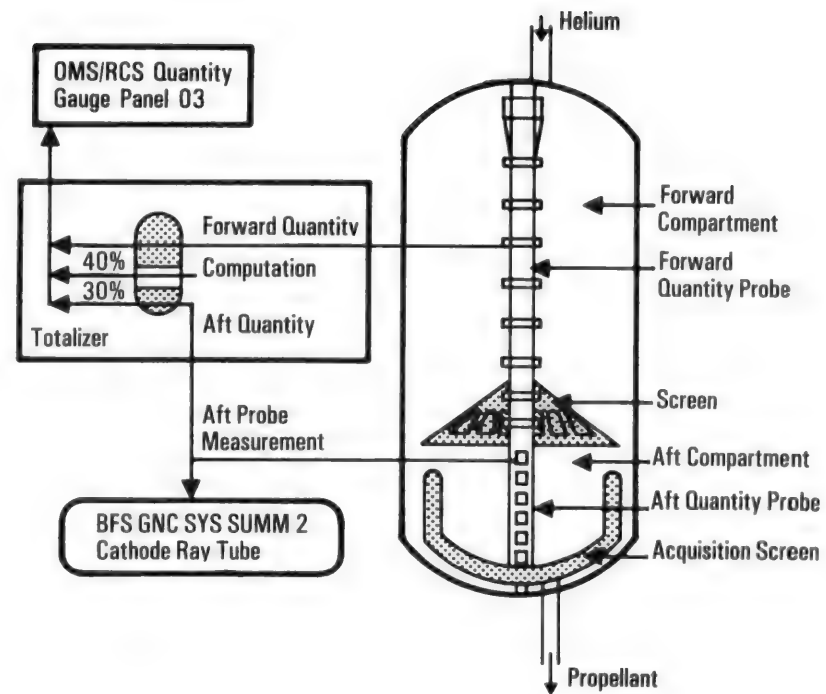 Helium
OMS/RCS Quantity
Gauge Panel 03
Forward Quantity
40%
Computation
30%
Aft Quantity
Totalizer
Aft Probe
Measurement
BFS GNC SYS SUMM 2
Cathode Ray Tube
Forward
Compartment
Forward
Quantity Probe
Screen
Aft Compartment
Aft Quantity Probe
Acquisition Screen
Propellant